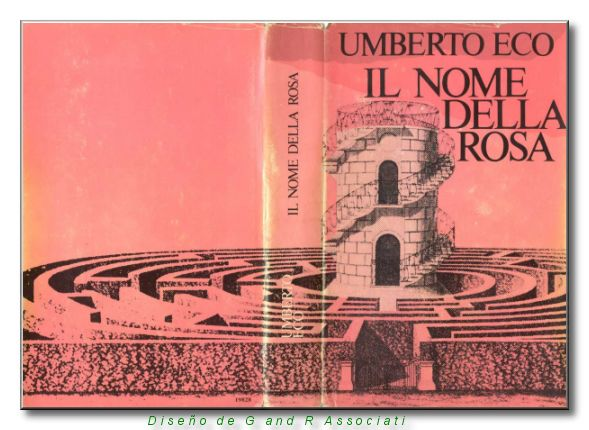 UMBERTO ECO
IL NOME
DELLA
ROSA
IL NOME DELLA ROSA
UMBERTO
ECO
Diseño de G and R Associati